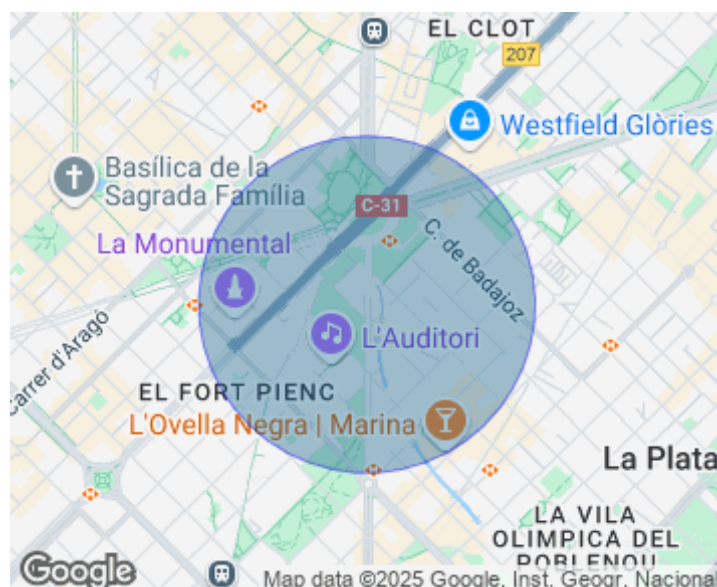 EL CLOT
207
Westfield Glòries
Basílica de la
Sagrada Família
C-31
La Monumental
C. de Badajoz
L'Auditori
Carrer d'Aragó
EL FORT PIENC
L'Ovella Negra | Marina
La Plata
LA VILA
OLIMPICA DEL
POBLENOU
Google
Map data ©2025 Google, Inst. Geogr. Nacional